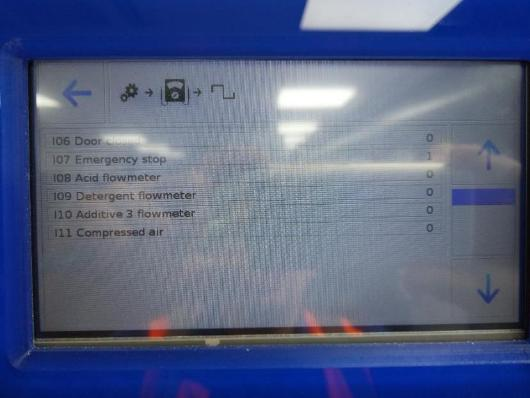 I06 Door 0
I07 Emergency stop 1
I08 Acid flowmeter 0
I09 Detergent flowmeter 0
I10 Additive 3 flowmeter 0
I11 Compressed air 0